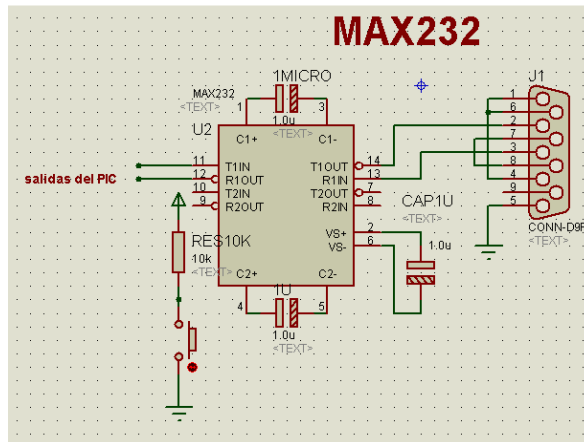 MAX232
1MICRO
J1
MAX232
<TEXT>
U2
1
3
1.0u
<TEXT>
C1+
C1-
1
6
2
7
3
8
4
9
5
CONN-D9F
<TEXT>
salidas del PIC
11
12
10
9
T1IN
R1OUT
T2IN
R2OUT
T1OUT
R1IN
T2OUT
R2IN
14
13
7
8
VS+
VS-
2
6
CAP1U
<TEXT>
1.0u
RES10K
10k
<TEXT>
C2+
C2-
4
5
1U
1.0u
<TEXT>